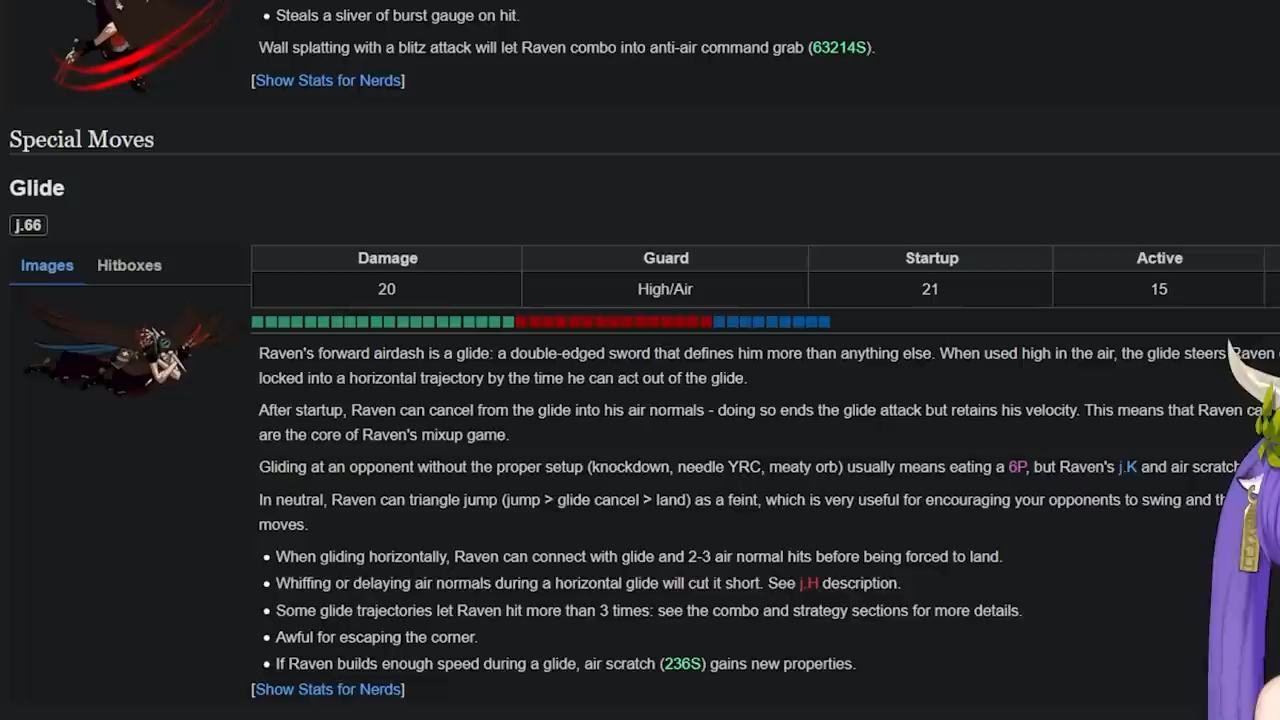 • Steals a sliver of burst gauge on hit.
Wall splatting with a blitz attack will let Raven combo into anti-air command grab (63214S).
[Show Stats for Nerds]
Special Moves
Glide
j.66
Images Hitboxes
Damage Guard Startup Active
20 High/Air 21 15
Raven's forward airdash is a glide: a double-edged sword that defines him more than anything else. When used high in the air, the glide steers Raven
locked into a horizontal trajectory by the time he can act out of the glide.
After startup, Raven can cancel from the glide into his air normals - doing so ends the glide attack but retains his velocity. This means that Raven
are the core of Raven's mixup game.
Gliding at an opponent without the proper setup (knockdown, needle YRC, meaty orb) usually means eating a 6P, but Raven's j.K and air scratch
In neutral, Raven can triangle jump (jump > glide cancel > land) as a feint, which is very useful for encouraging your opponents to swing and
moves.
• When gliding horizontally, Raven can connect with glide and 2-3 air normal hits before being forced to land.
• Whiffing or delaying air normals during a horizontal glide will cut it short. See j.H description.
• Some glide trajectories let Raven hit more than 3 times: see the combo and strategy sections for more details.
• Awful for escaping the corner.
• If Raven builds enough speed during a glide, air scratch (236S) gains new properties.
[Show Stats for Nerds]